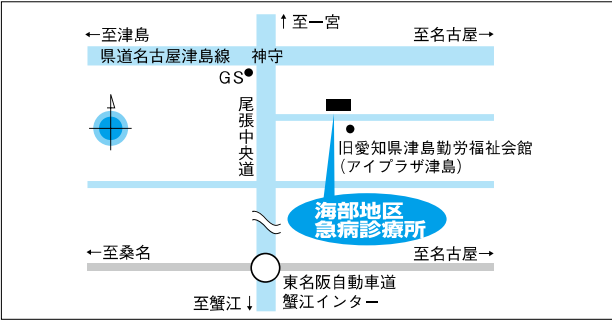 ↑至一宮
←至津島
至名古屋→
県道名古屋津島線 神守
GS
尾張中央道
旧愛知県津島勤労福祉会館
(アイプラザ津島)
海部地区
急病診療所
←至桑名
至名古屋→
東名阪自動車道
蟹江インター
至蟹江↓